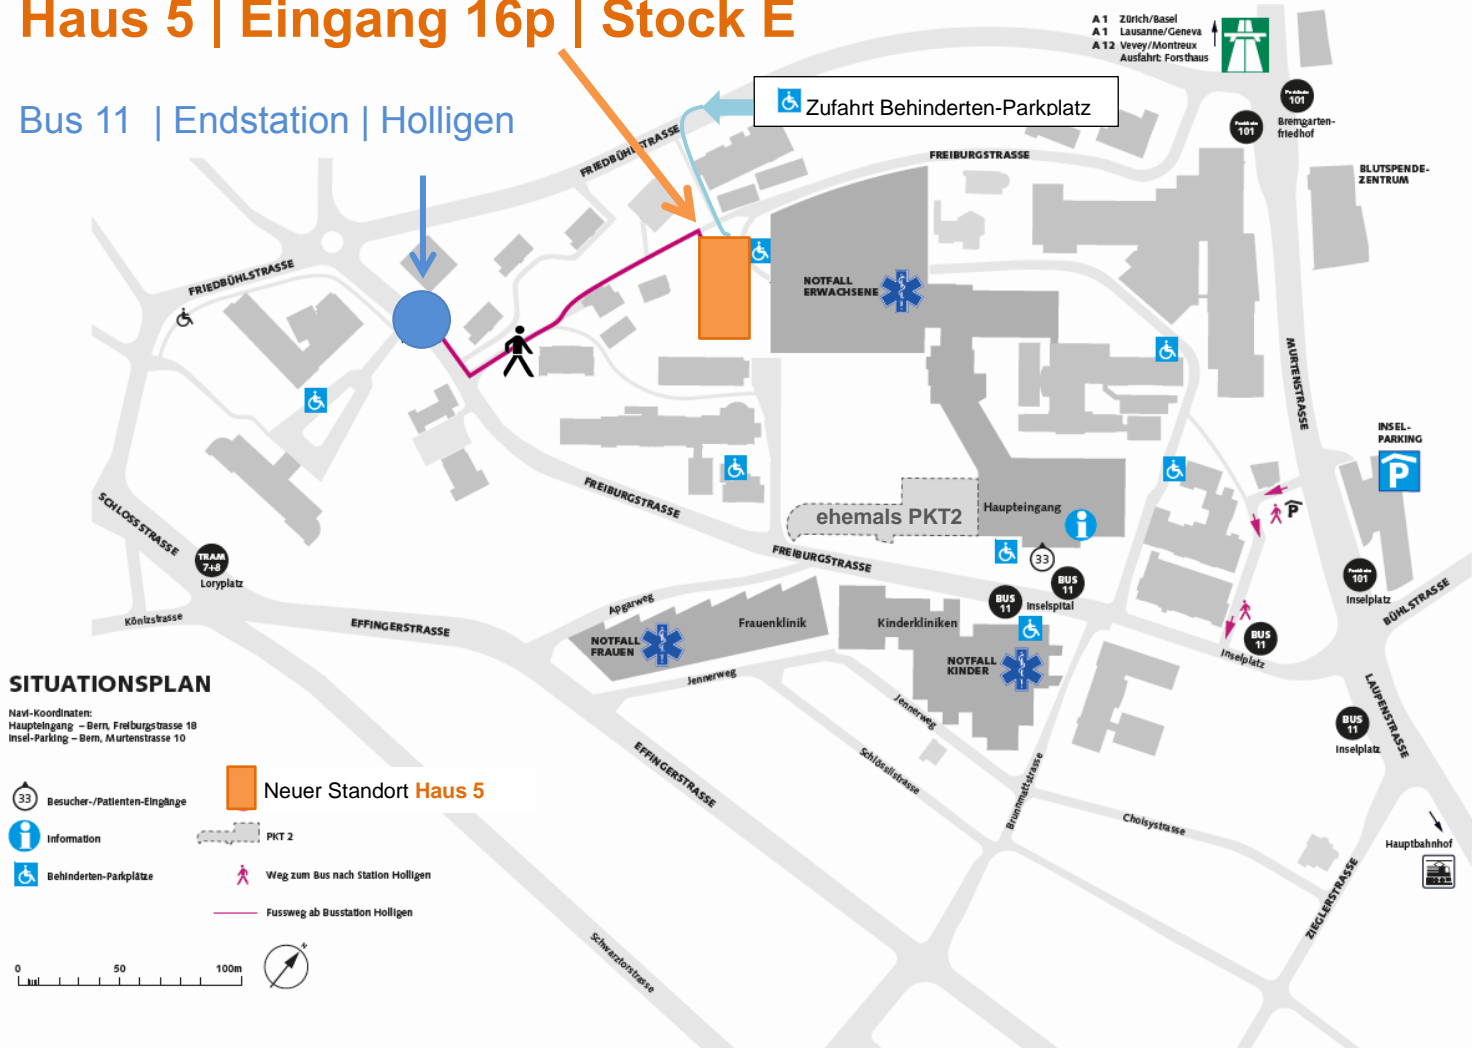 Haus 5 | Eingang 16p | Stock E
Bus 11 | Endstation | Holligen
A 1 Zürich/Basel
A 1 Lausanne/Geneva
A 12 Vevey/Montreux
Ausfahrt: Forsthaus
Zufahrt Behinderten-Parkplatz
101
101
Bremgarten-
friedhof
FRIEDBÜHLSTRASSE
FREIBURGSTRASSE
BLUTSPENDE-
ZENTRUM
FRIEDBÜHLSTRASSE
NOTFALL
ERWACHSENE
MURTENSTRASSE
INSEL-
PARKING
P
SCHLOSSSTRASSE
FREIBURGSTRASSE
ehemals PKT2
Haupteingang
i
P
33
FREIBURGSTRASSE
TRAM
7+8
Loryplatz
BUS
11
BUS
11
Inselspital
101
Inselplatz
BÜHLSTRASSE
Könizstrasse
EFFINGERSTRASSE
Apgarweg
Frauenklinik
NOTFALL
FRAUEN
Kinderkliniken
NOTFALL
KINDER
BUS
11
Inselplatz
Jennerweg
Jennerweg
LAUPENSTRASSE
BUS
11
Inselplatz
SITUATIONSPLAN
Navi-Koordinaten:
Haupteingang – Bern, Freiburgstrasse 18
Insel-Parking – Bern, Murtenstrasse 10
EFFINGERSTRASSE
Schlösslistrasse
Brunnmattstrasse
Choisystrasse
Hauptbahnhof
ZIEGLERSTRASSE
Neuer Standort Haus 5
33 Besucher-/Patienten-Eingänge
i Information
PKT 2
Behinderten-Parkplätze
Weg zum Bus nach Station Holligen
Fussweg ab Busstation Holligen
Schwarztorstrasse
0 50 100m
N